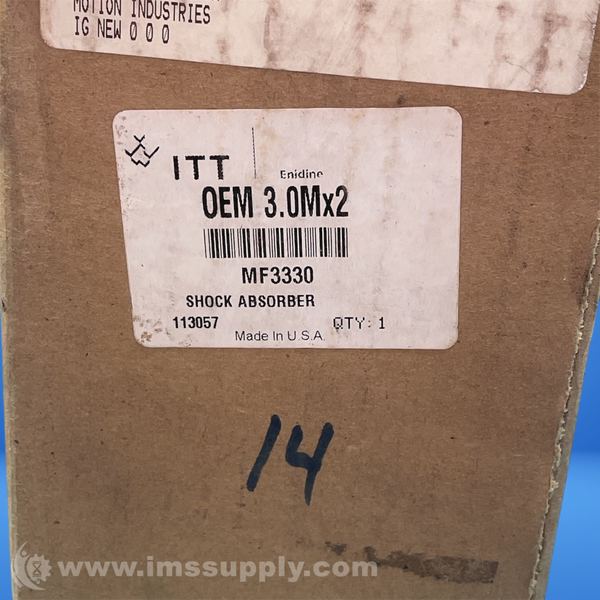 MOTION INDUSTRIES
IG NEW 0 0 0
ITT
Enidine
OEM 3.0Mx2
MF3330
SHOCK ABSORBER
113057 QTY: 1
Made In U.S.A.
14
www.imssupply.com